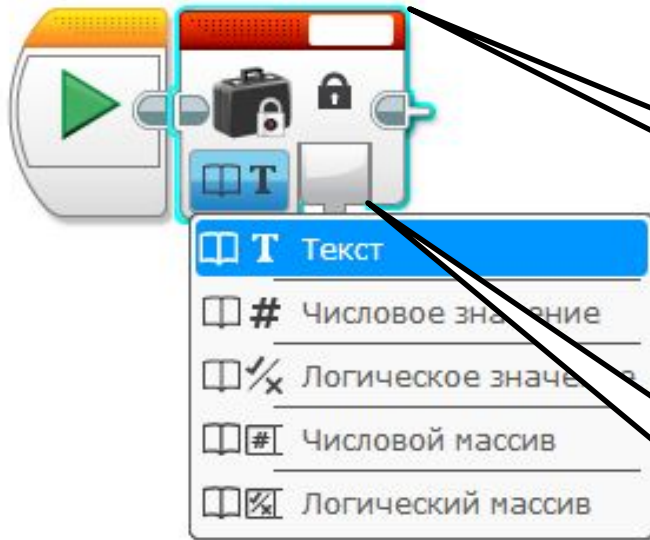 T
T Текст
# Числовое значение
Логическое значение
# Числовой массив
Логический массив